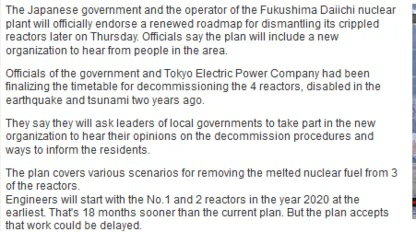 The Japanese government and the operator of the Fukushima Daiichi nuclear
plant will officially endorse a renewed roadmap for dismantling its crippled
reactors later on Thursday. Officials say the plan will include a new
organization to hear from people in the area.
Officials of the government and Tokyo Electric Power Company had been
finalizing the timetable for decommissioning the 4 reactors, disabled in the
earthquake and tsunami two years ago.
They say they will ask leaders of local governments to take part in the new
organization to hear their opinions on the decommission procedures and
ways to inform the residents.
The plan covers various scenarios for removing the melted nuclear fuel from 3
of the reactors.
Engineers will start with the No.1 and 2 reactors in the year 2020 at the
earliest. That's 18 months sooner than the current plan. But the plan accepts
that work could be delayed.